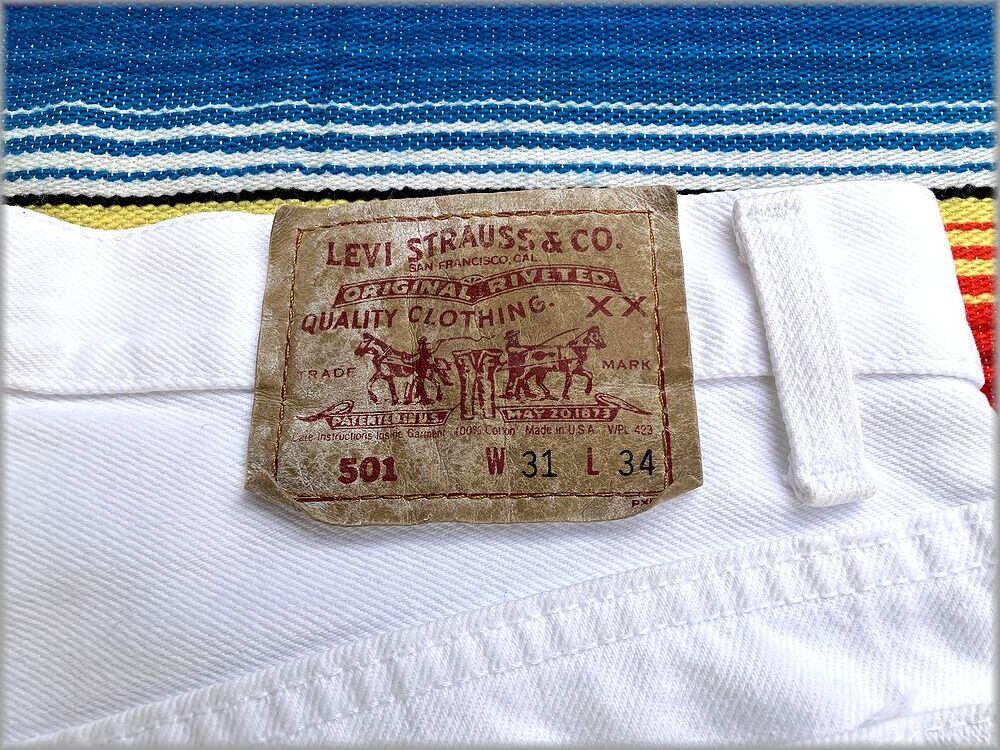 LEVI STRAUSS & CO.
SAN FRANCISCO, CAL.
ORIGINAL RIVETED
QUALITY CLOTHING. XX
TRADE MARK
PATENTED IN U.S. MAY 20 1873
Care Instructions Inside Garment 100% Cotton Made in U.S.A. WPL 423
501 W 31 L 34